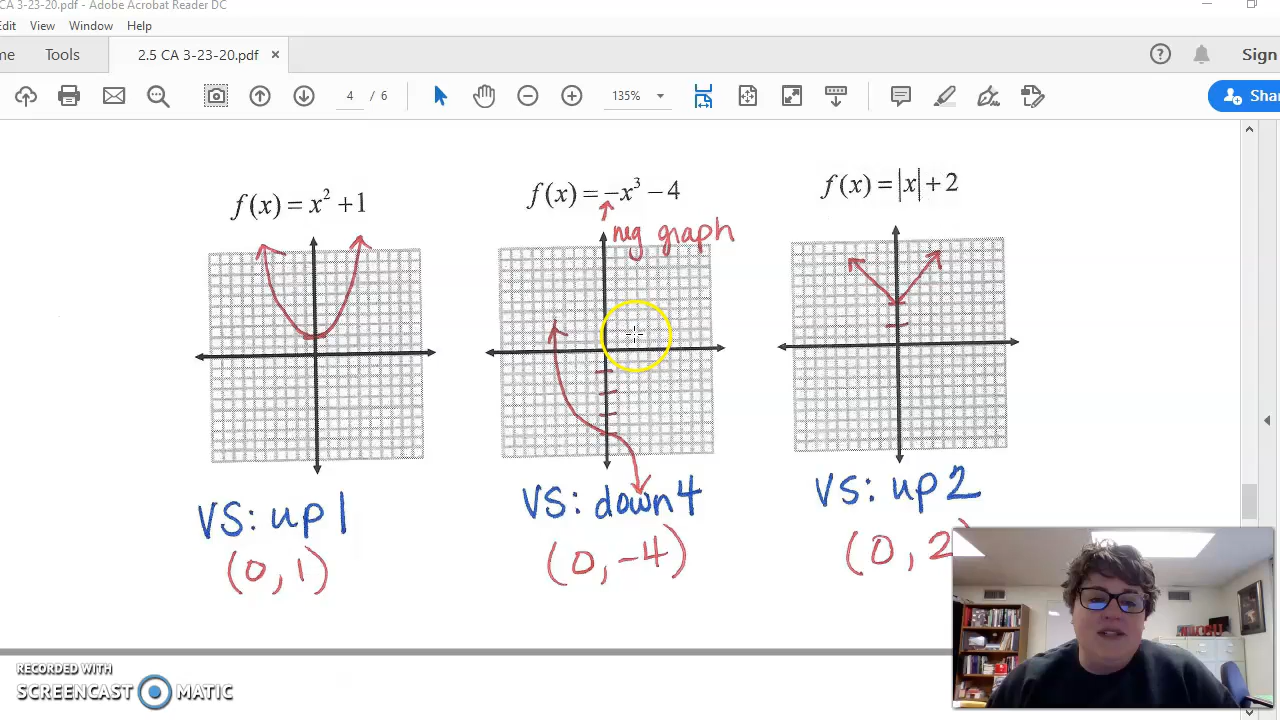 CA 3-23-20.pdf - Adobe Acrobat Reader DC
Edit View Window Help
me Tools 2.5 CA 3-23-20.pdf × Sign
4 / 6 135% Shar
f(x) = x² + 1
f(x) = −x³ − 4
f(x) = |x| + 2
neg graph
VS: up 1
(0, 1)
VS: down 4
(0, −4)
VS: up 2
(0, 2)
RECORDED WITH
SCREENCAST MATIC